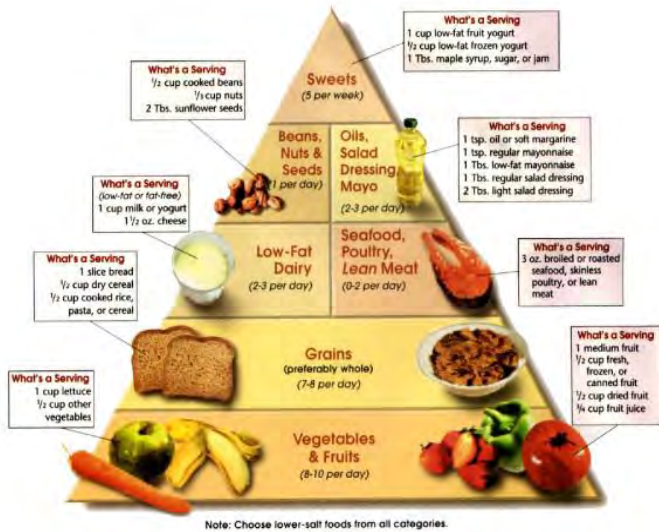 What's a Serving
1 cup low-fat fruit yogurt
½ cup low-fat frozen yogurt
1 Tbs. maple syrup, sugar, or jam
Sweets
(5 per week)
What's a Serving
½ cup cooked beans
⅓ cup nuts
2 Tbs. sunflower seeds
Beans,
Nuts &
Seeds
(1 per day)
Oils,
Salad
Dressing,
Mayo
(2-3 per day)
What's a Serving
1 tsp. oil or soft margarine
1 tsp. regular mayonnaise
1 Tbs. low-fat mayonnaise
1 Tbs. regular salad dressing
2 Tbs. light salad dressing
What's a Serving
(low-fat or fat-free)
1 cup milk or yogurt
1½ oz. cheese
Low-Fat
Dairy
(2-3 per day)
Seafood,
Poultry,
Lean Meat
(0-2 per day)
What's a Serving
3 oz. broiled or roasted
seafood, skinless
poultry, or lean
meat
What's a Serving
1 slice bread
½ cup dry cereal
½ cup cooked rice,
pasta, or cereal
Grains
(preferably whole)
(7-8 per day)
What's a Serving
1 cup lettuce
½ cup other
vegetables
Vegetables
& Fruits
(8-10 per day)
What's a Serving
1 medium fruit
½ cup fresh,
frozen, or
canned fruit
½ cup dried fruit
¾ cup fruit juice
Note: Choose lower-salt foods from all categories.